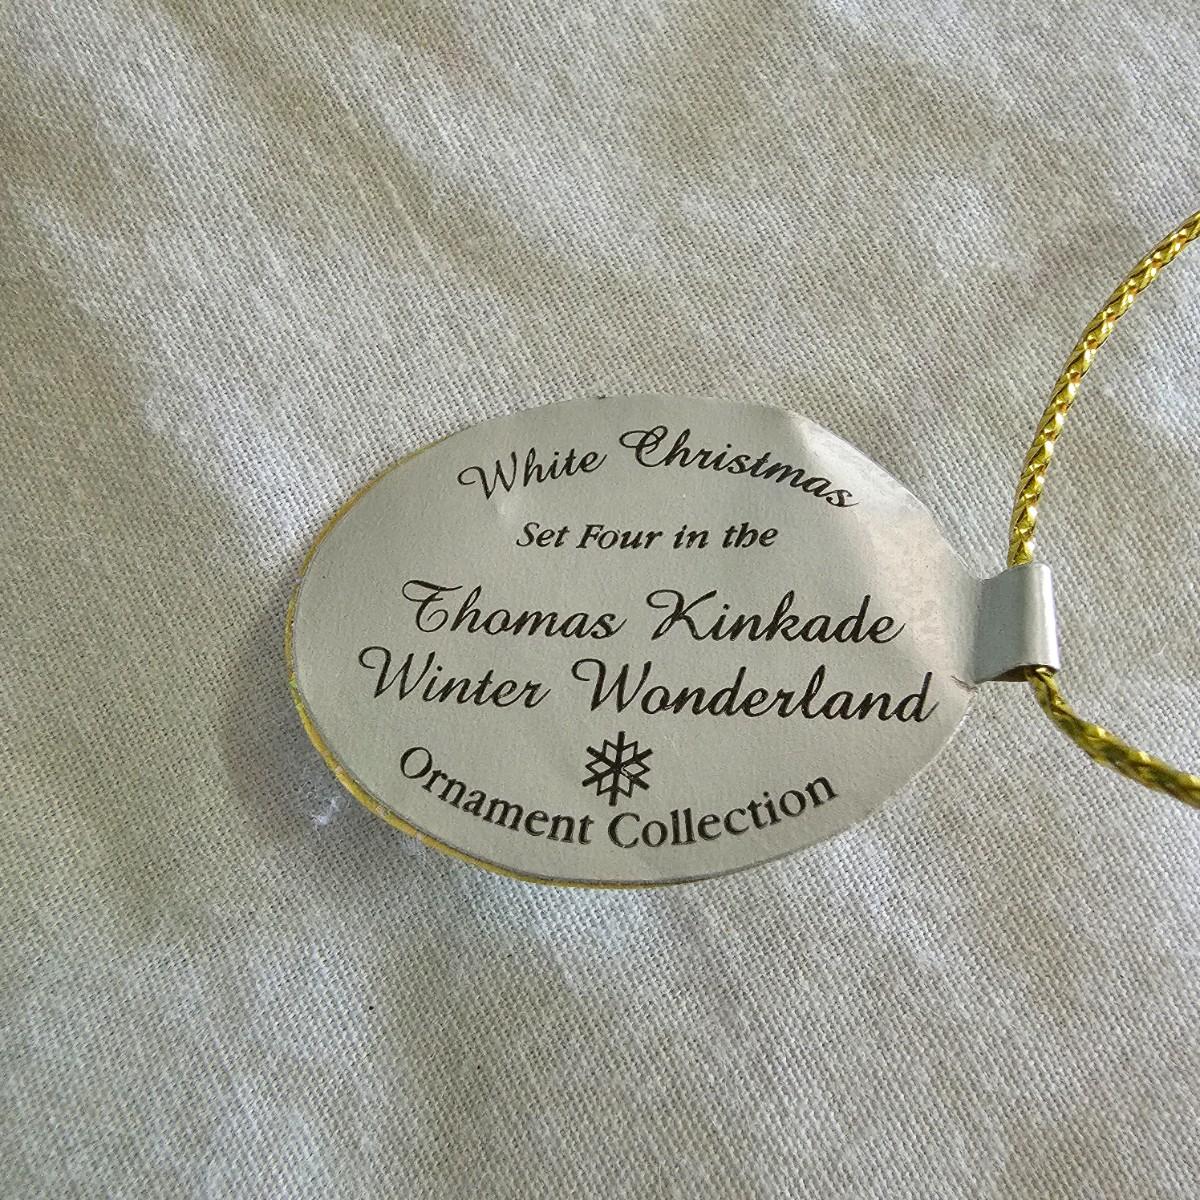 White Christmas
Set Four in the
Thomas Kinkade
Winter Wonderland
Ornament Collection